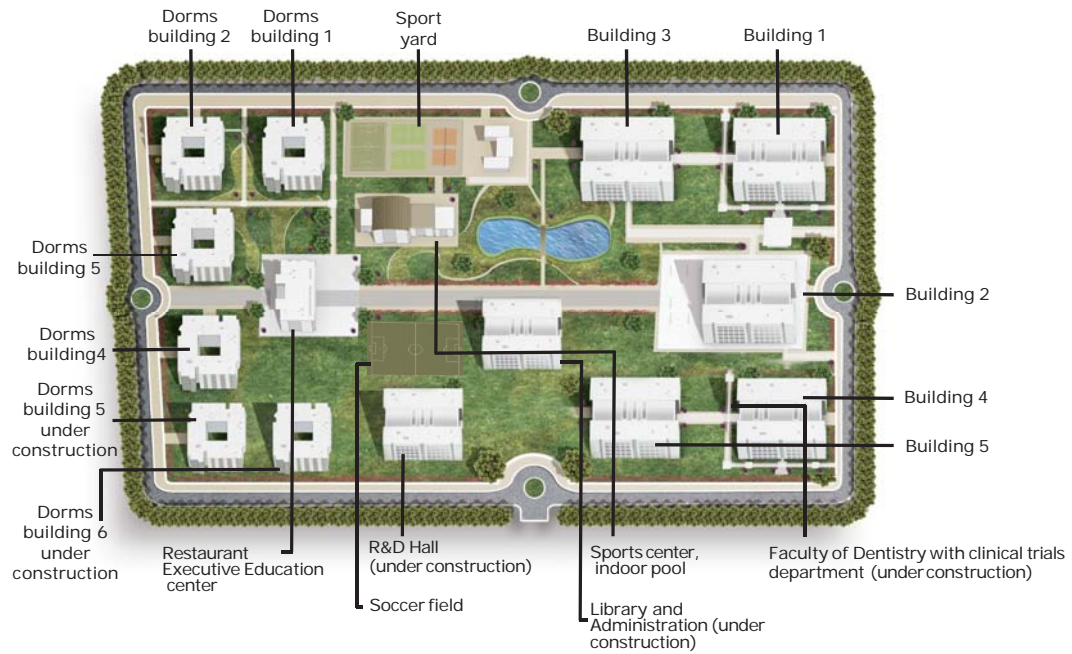 Dorms
building 2
Dorms
building 1
Sport
yard
Building 3
Building 1
Dorms
building 5
Building 2
Dorms
building4
Dorms
building 5
under
construction
Building 4
Building 5
Dorms
building 6
under
construction
Restaurant
Executive Education
center
R&D Hall
(under construction)
Soccer field
Sports center,
indoor pool
Library and
Administration (under
construction)
Faculty of Dentistry with clinical trials
department (under construction)